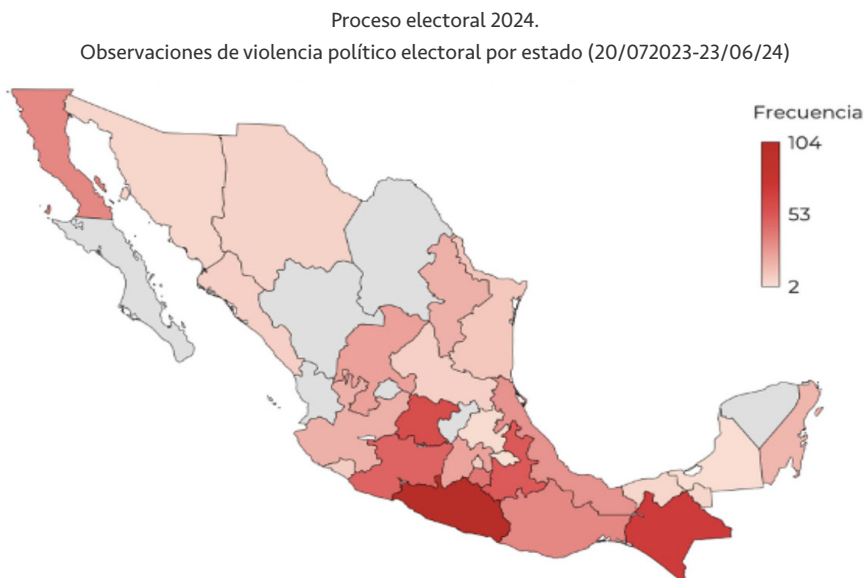 Proceso electoral 2024.
Observaciones de violencia político electoral por estado (20/072023-23/06/24)
Frecuencia
104
53
2